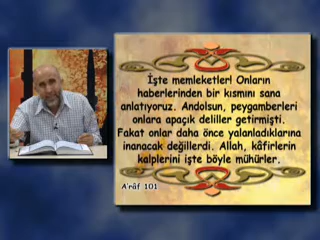 İşte memleketler! Onların
haberlerinden bir kısmını sana
anlatıyoruz. Andolsun, peygamberleri
onlara apaçık deliller getirmişti.
Fakat onlar daha önce yalanladıklarına
inanacak değillerdi. Allah, kâfirlerin
kalplerini işte böyle mühürler.
A'râf 101